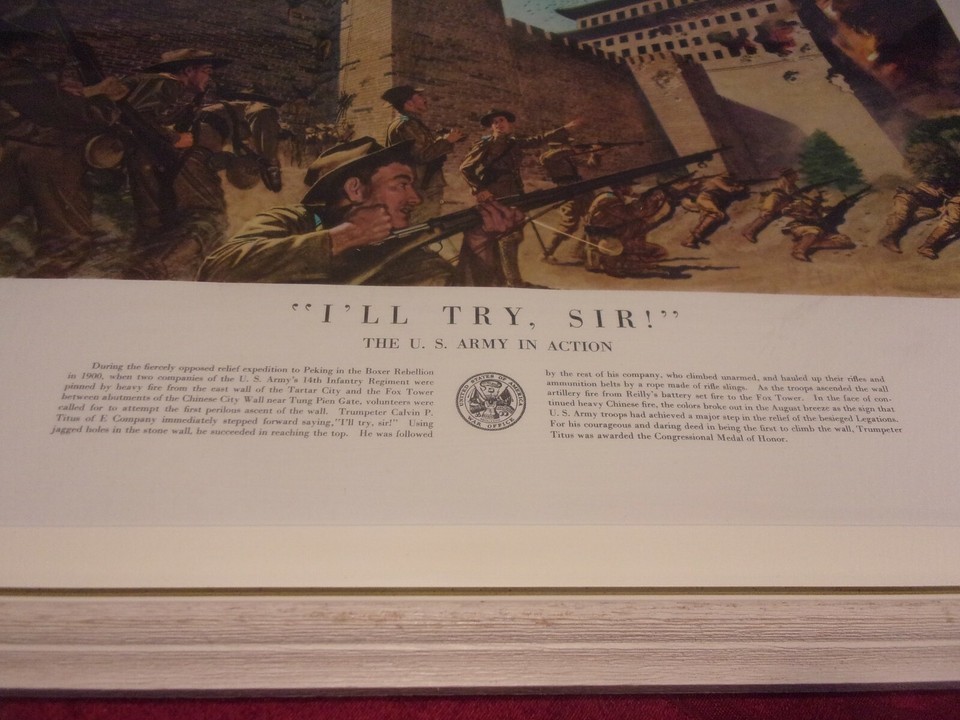 "I'LL TRY, SIR!"
THE U. S. ARMY IN ACTION
During the fiercely opposed relief expedition to Peking in the Boxer Rebellion
in 1900, when two companies of the U. S. Army's 14th Infantry Regiment were
pinned by heavy fire from the east wall of the Tartar City and the Fox Tower
between abutments of the Chinese City Wall near Tung Pien Gate, volunteers were
called for to attempt the first perilous ascent of the wall. Trumpeter Calvin P.
Titus of E Company immediately stepped forward saying, "I'll try, sir!" Using
jagged holes in the stone wall, he succeeded in reaching the top. He was followed
UNITED STATES OF AMERICA
WAR OFFICE
by the rest of his company, who climbed unarmed, and hauled up their rifles and
ammunition belts by a rope made of rifle slings. As the troops ascended the wall
artillery fire from Reilly's battery set fire to the Fox Tower. In the face of con-
tinued heavy Chinese fire, the colors broke out in the August breeze as the sign that
U. S. Army troops had achieved a major step in the relief of the besieged Legations.
For his courageous and daring deed in being the first to climb the wall, Trumpeter
Titus was awarded the Congressional Medal of Honor.